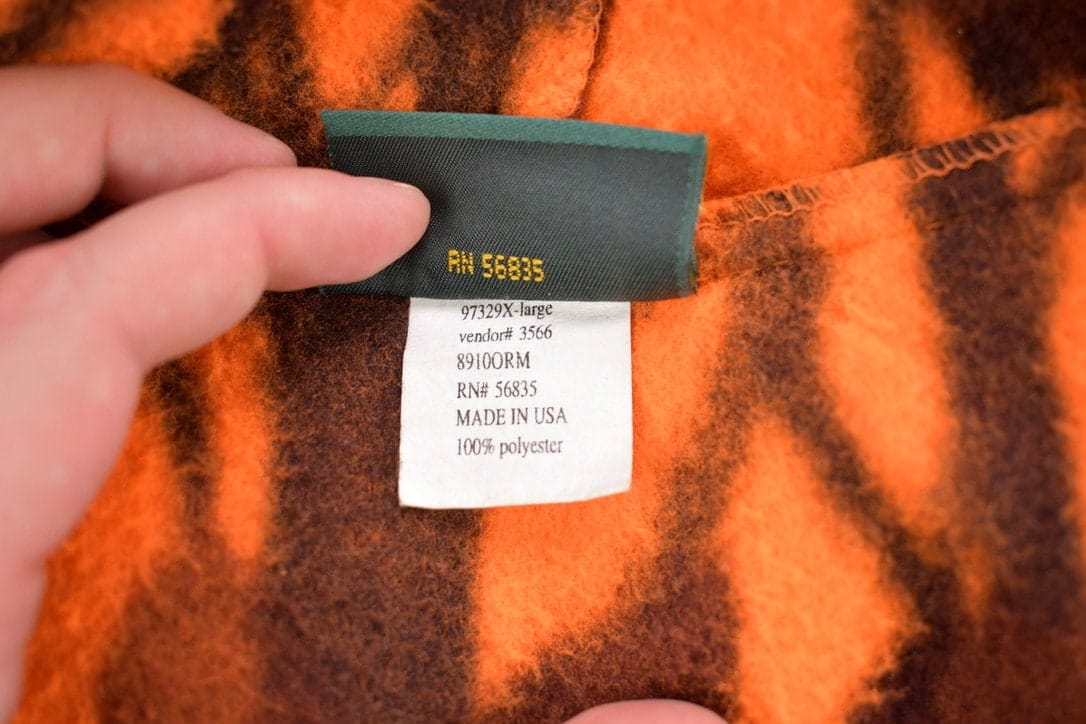 RN 56835
97329X-large
vendor# 3566
8910ORM
RN# 56835
MADE IN USA
100% polyester